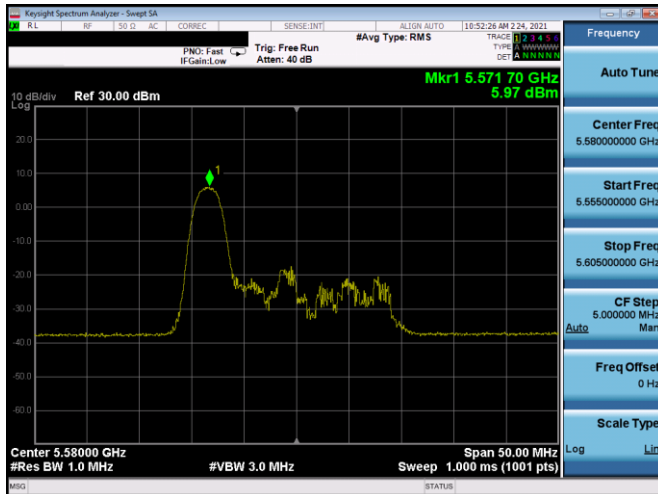 Keysight Spectrum Analyzer - Swept SA
RL RF 50 Ω AC CORREC SENSE:INT ALIGN AUTO 10:52:26 AM 2 24, 2021
#Avg Type: RMS
TRACE 1 2 3 4 5 6
PNO: Fast Trig: Free Run TYPE A WWWWW
IFGain:Low Atten: 40 dB DET A N N N N N
Mkr1 5.571 70 GHz
5.97 dBm
10 dB/div Ref 30.00 dBm
Log
20.0
1
10.0
0.00
-10.0
-20.0
-30.0
-40.0
-50.0
-60.0
Center 5.58000 GHz Span 50.00 MHz
#Res BW 1.0 MHz #VBW 3.0 MHz Sweep 1.000 ms (1001 pts)
MSG STATUS
Frequency
Auto Tune
Center Freq
5.580000000 GHz
Start Freq
5.555000000 GHz
Stop Freq
5.605000000 GHz
CF Step
5.000000 MHz
Auto Man
Freq Offset
0 Hz
Scale Type
Log Lin